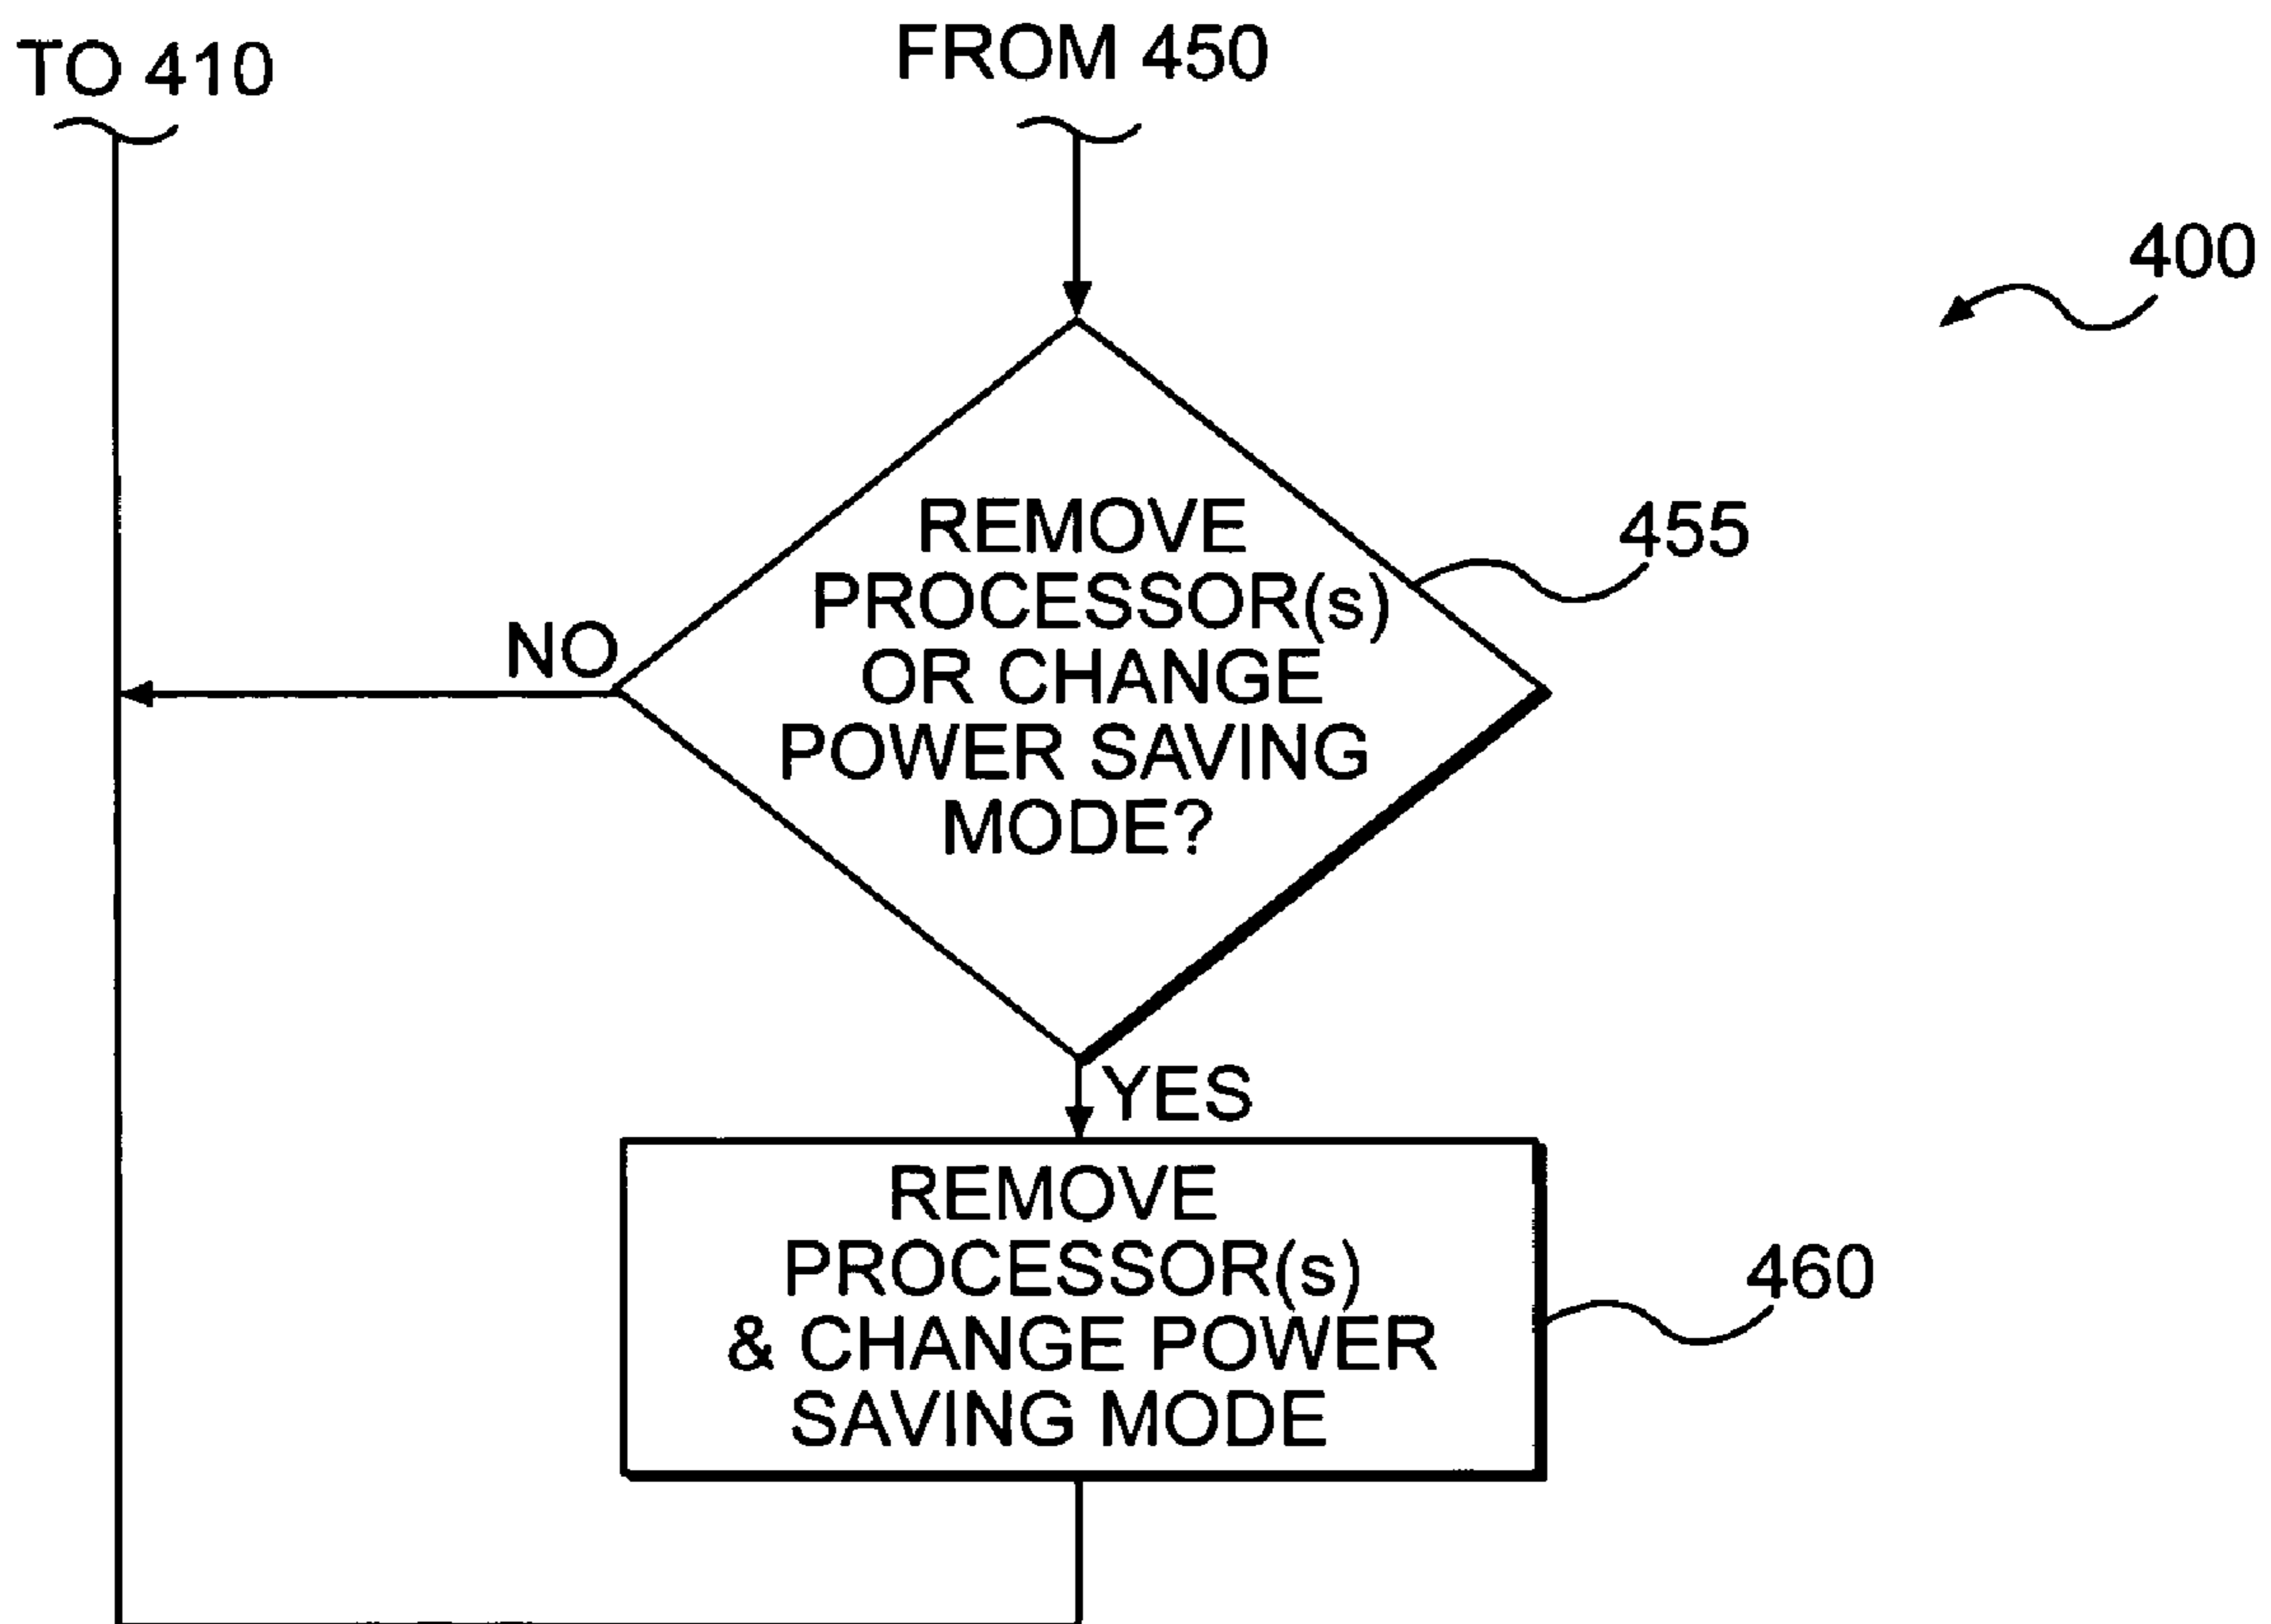 TO 410
FROM 450
400
REMOVE
PROCESSOR(s)
OR CHANGE
POWER SAVING
MODE?
455
NO
YES
REMOVE
PROCESSOR(s)
& CHANGE POWER
SAVING MODE
460